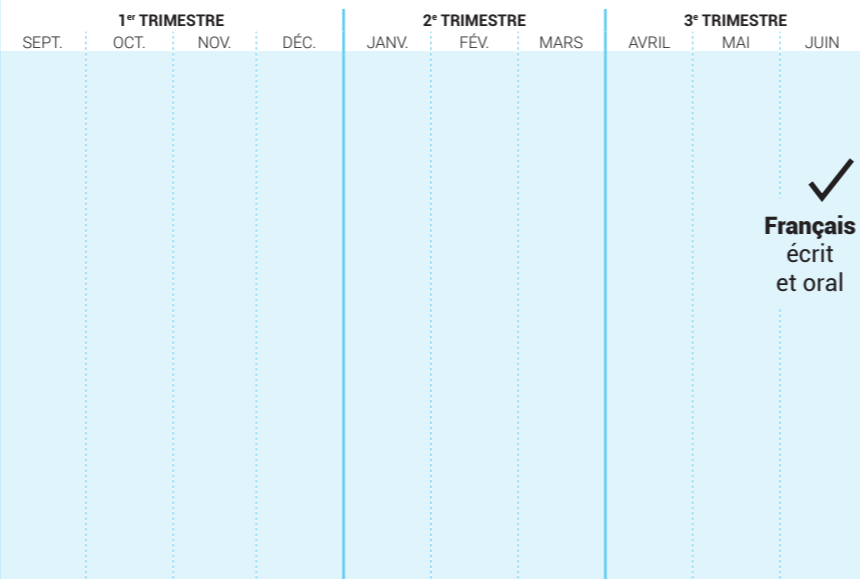 1er TRIMESTRE 2e TRIMESTRE 3e TRIMESTRE
SEPT. OCT. NOV. DÉC. JANV. FÉV. MARS AVRIL MAI JUIN
Français
écrit
et oral